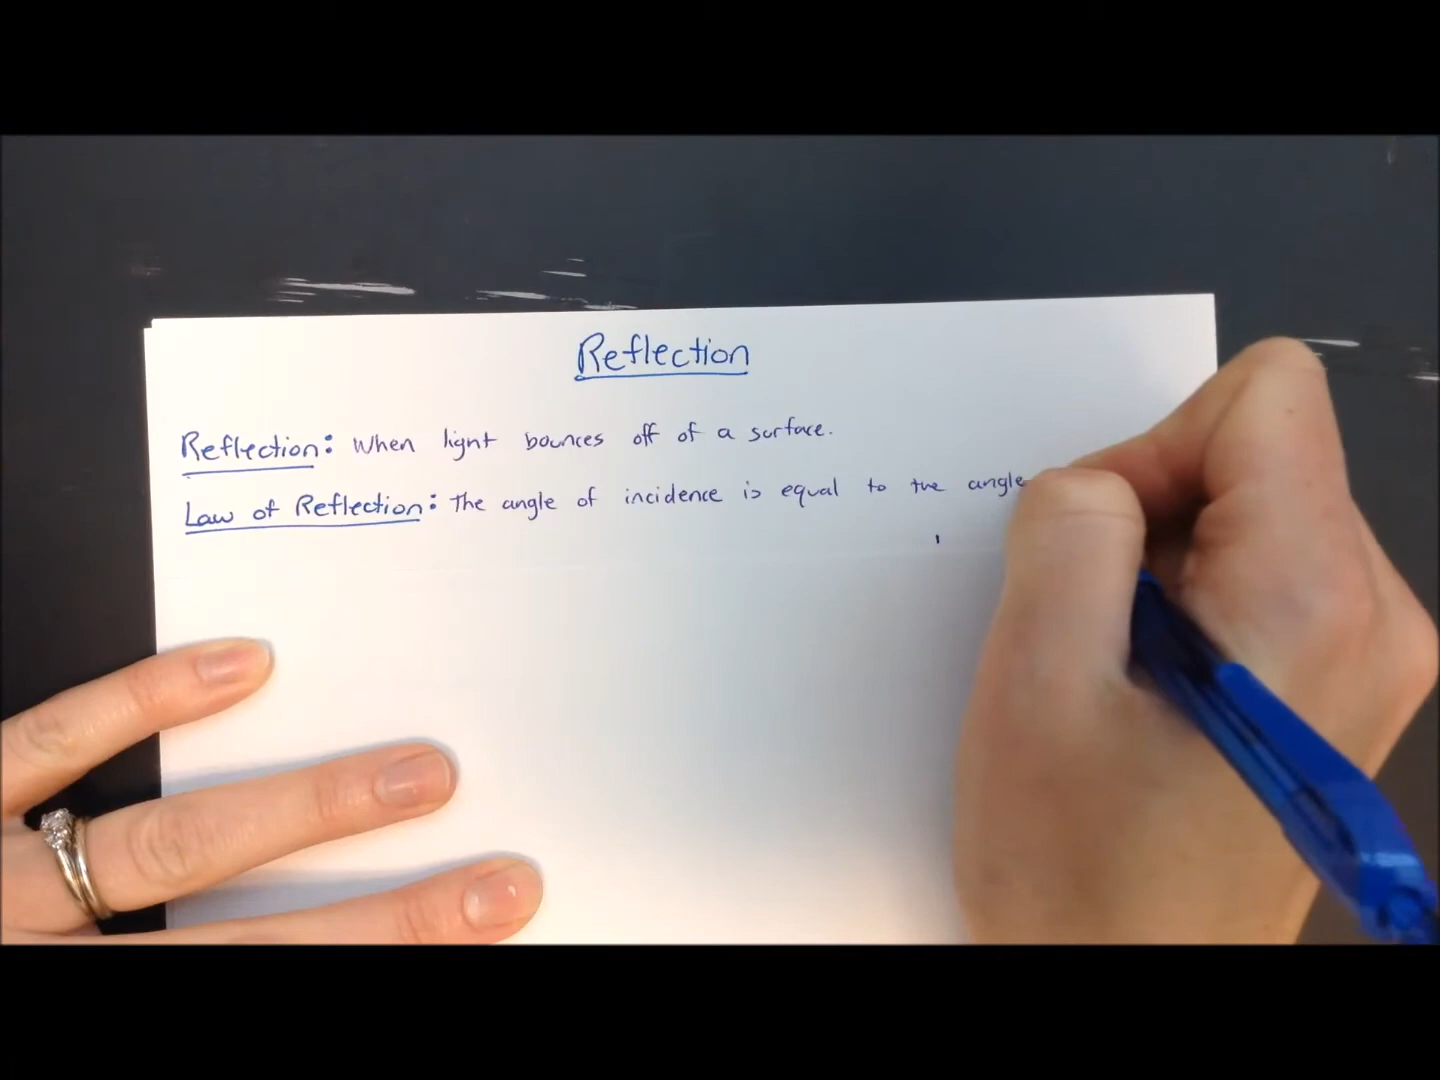 Reflection
Reflection: When light bounces off of a surface.
Law of Reflection: The angle of incidence is equal to the angle